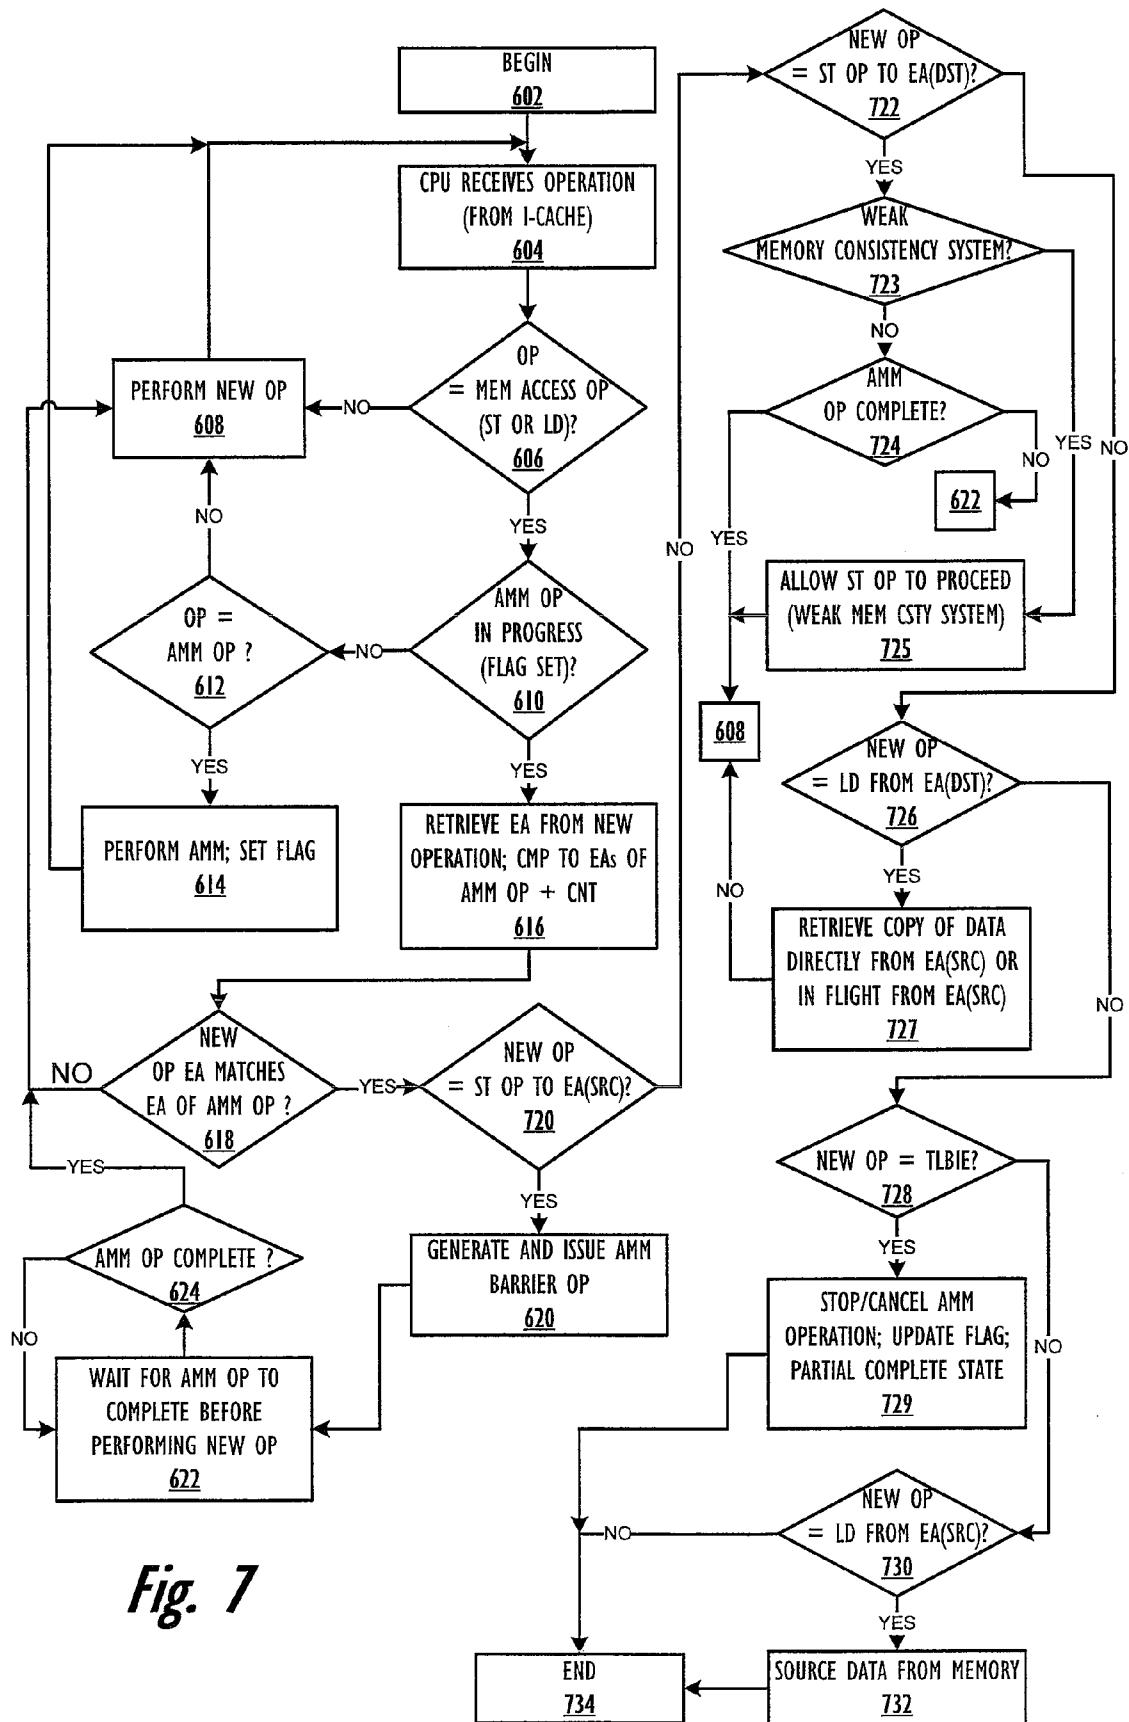 BEGIN
602
CPU RECEIVES OPERATION
(FROM I-CACHE)
604
OP
= MEM ACCESS OP
(ST OR LD)?
606
NO
PERFORM NEW OP
608
YES
AMM OP
IN PROGRESS
(FLAG SET)?
610
NO
OP =
AMM OP ?
612
NO
YES
PERFORM AMM; SET FLAG
614
YES
RETRIEVE EA FROM NEW
OPERATION; CMP TO EAs OF
AMM OP + CNT
616
NEW
OP EA MATCHES
EA OF AMM OP ?
618
NO
YES
NEW OP
= ST OP TO EA(SRC)?
720
NO
YES
GENERATE AND ISSUE AMM
BARRIER OP
620
WAIT FOR AMM OP TO
COMPLETE BEFORE
PERFORMING NEW OP
622
AMM OP COMPLETE ?
624
YES
NO
NEW OP
= ST OP TO EA(DST)?
722
YES
NO
WEAK
MEMORY CONSISTENCY SYSTEM?
723
NO
YES
AMM
OP COMPLETE?
724
NO
622
YES
ALLOW ST OP TO PROCEED
(WEAK MEM CSTY SYSTEM)
725
608
NEW OP
= LD FROM EA(DST)?
726
YES
NO
RETRIEVE COPY OF DATA
DIRECTLY FROM EA(SRC) OR
IN FLIGHT FROM EA(SRC)
727
NO
NEW OP = TLBIE?
728
YES
NO
STOP/CANCEL AMM
OPERATION; UPDATE FLAG;
PARTIAL COMPLETE STATE
729
NEW OP
= LD FROM EA(SRC)?
730
NO
YES
SOURCE DATA FROM MEMORY
732
END
734
Fig. 7